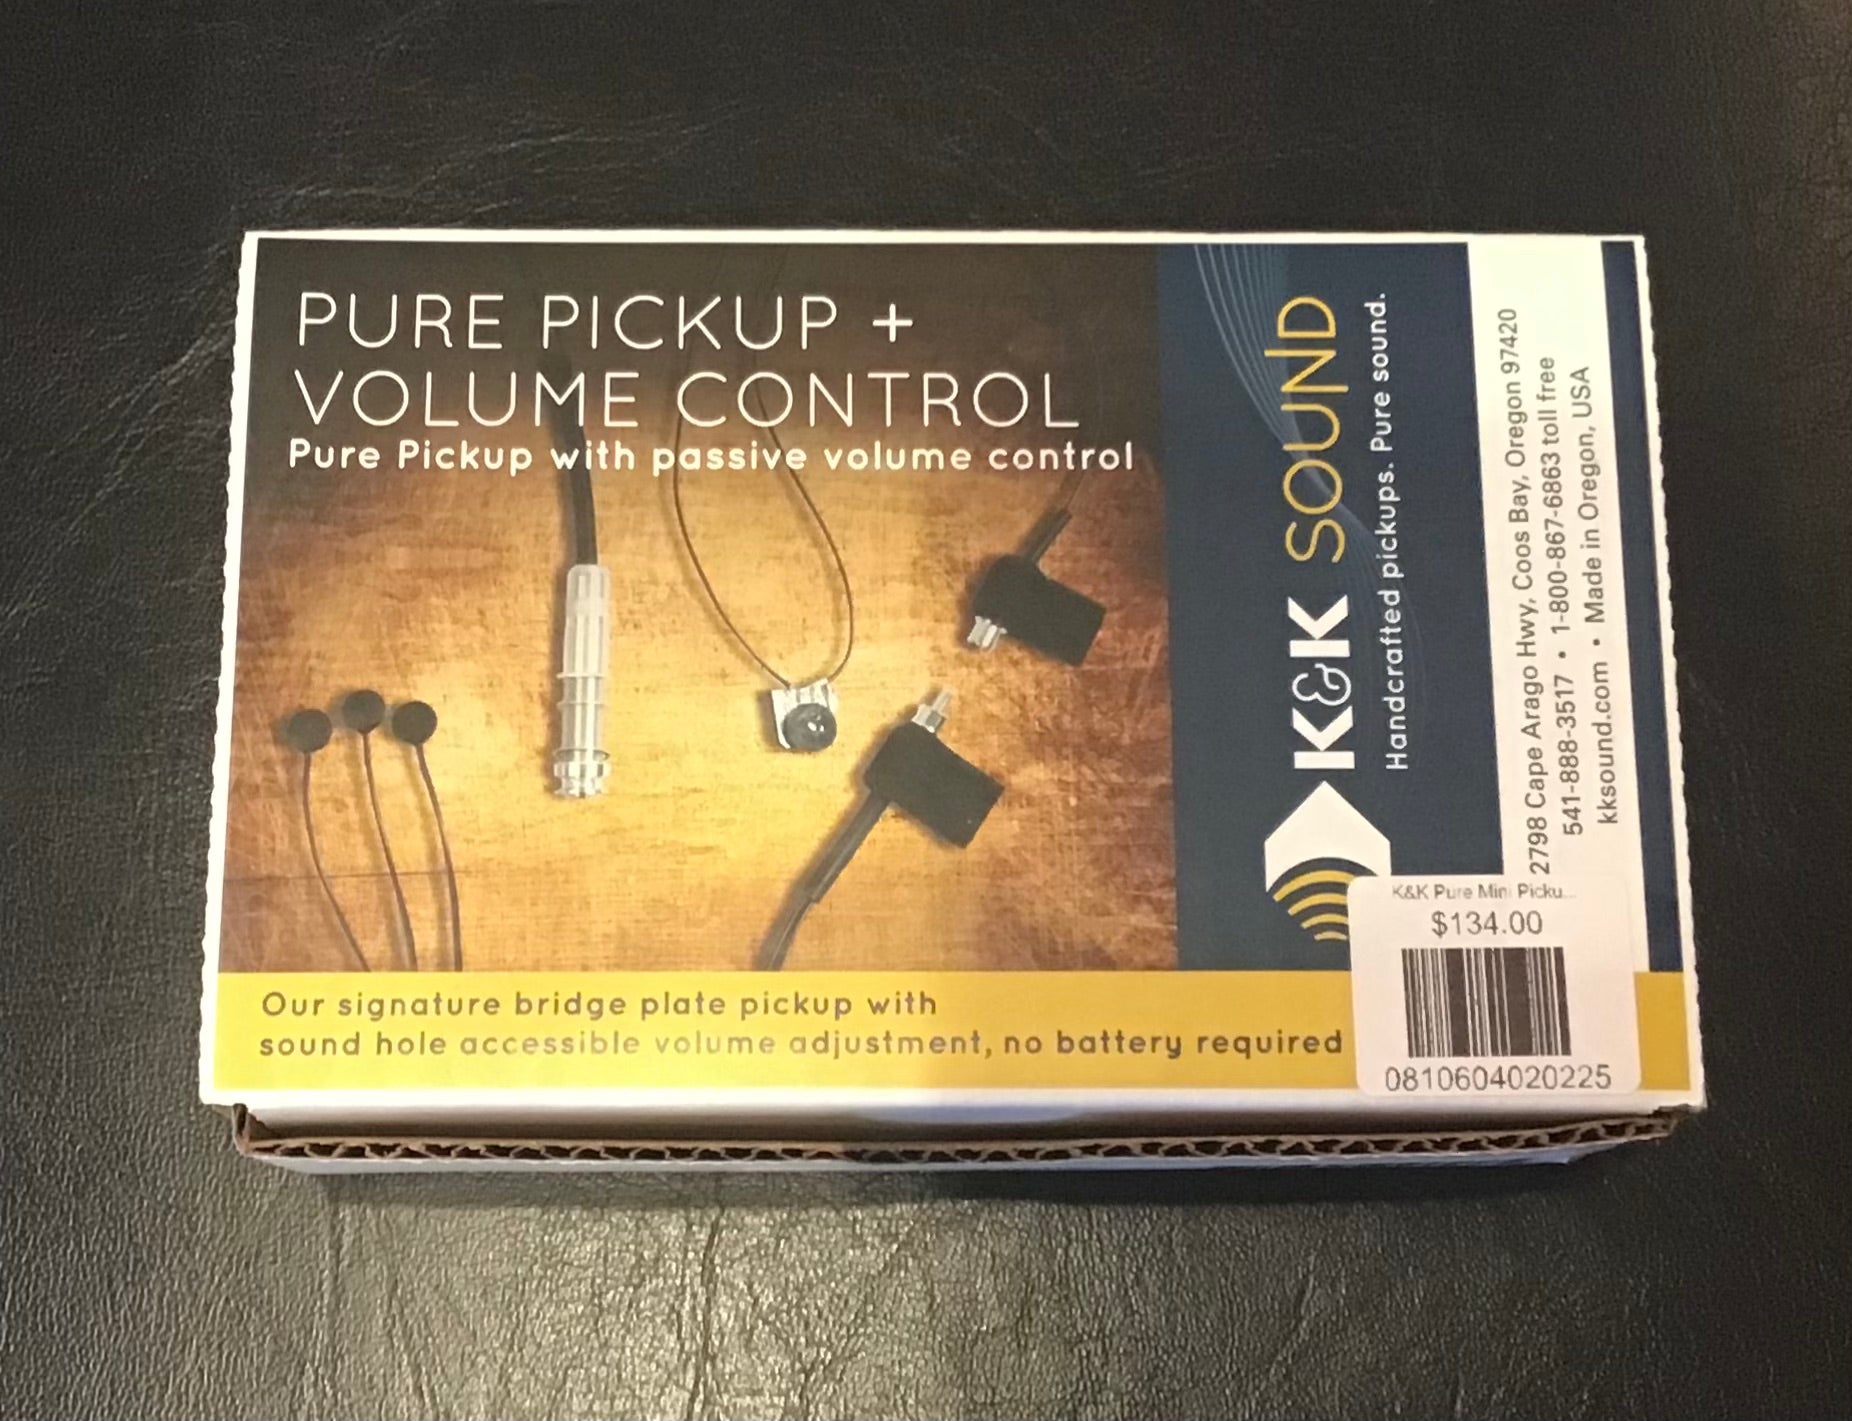 PURE PICKUP +
VOLUME CONTROL
Pure Pickup with passive volume control
Our signature bridge plate pickup with
sound hole accessible volume adjustment, no battery required
K&K SOUND
Handcrafted pickups. Pure sound.
2798 Cape Arago Hwy, Coos Bay, Oregon 97420
541-888-3517 • 1-800-867-6863 toll free
kksound.com • Made in Oregon, USA
K&K Pure Mini Picku...
$134.00
0810604020225